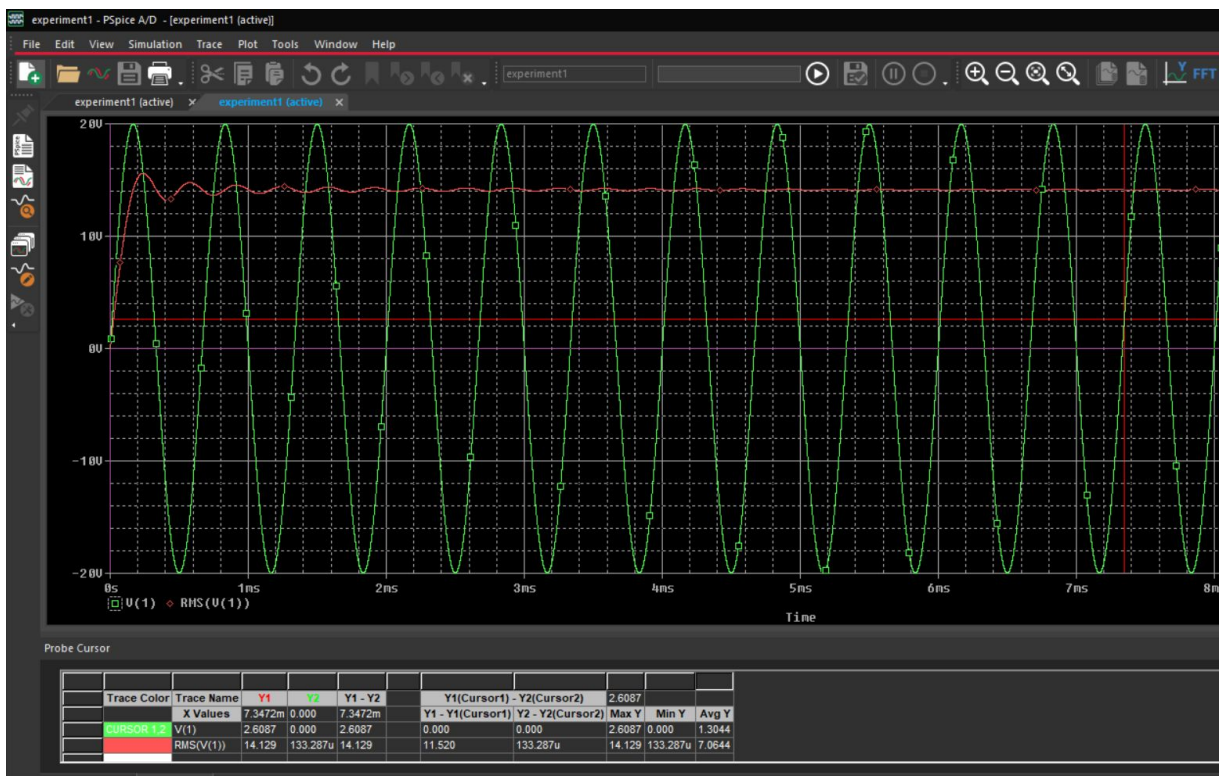 experiment1 - PSpice A/D - [experiment1 (active)]
File Edit View Simulation Trace Plot Tools Window Help
experiment1
FFT
experiment1 (active) experiment1 (active)
PSpice
20V
10V
0V
-10V
-20V
0s 1ms 2ms 3ms 4ms 5ms 6ms 7ms 8m
V(1) RMS(V(1))
Time
Probe Cursor
Trace Color Trace Name Y1 Y2 Y1 - Y2 Y1(Cursor1) - Y2(Cursor2) 2.6087
X Values 7.3472m 0.000 7.3472m Y1 - Y1(Cursor1) Y2 - Y2(Cursor2) Max Y Min Y Avg Y
CURSOR 1,2 V(1) 2.6087 0.000 2.6087 0.000 0.000 2.6087 0.000 1.3044
RMS(V(1)) 14.129 133.287u 14.129 11.520 133.287u 14.129 133.287u 7.0644